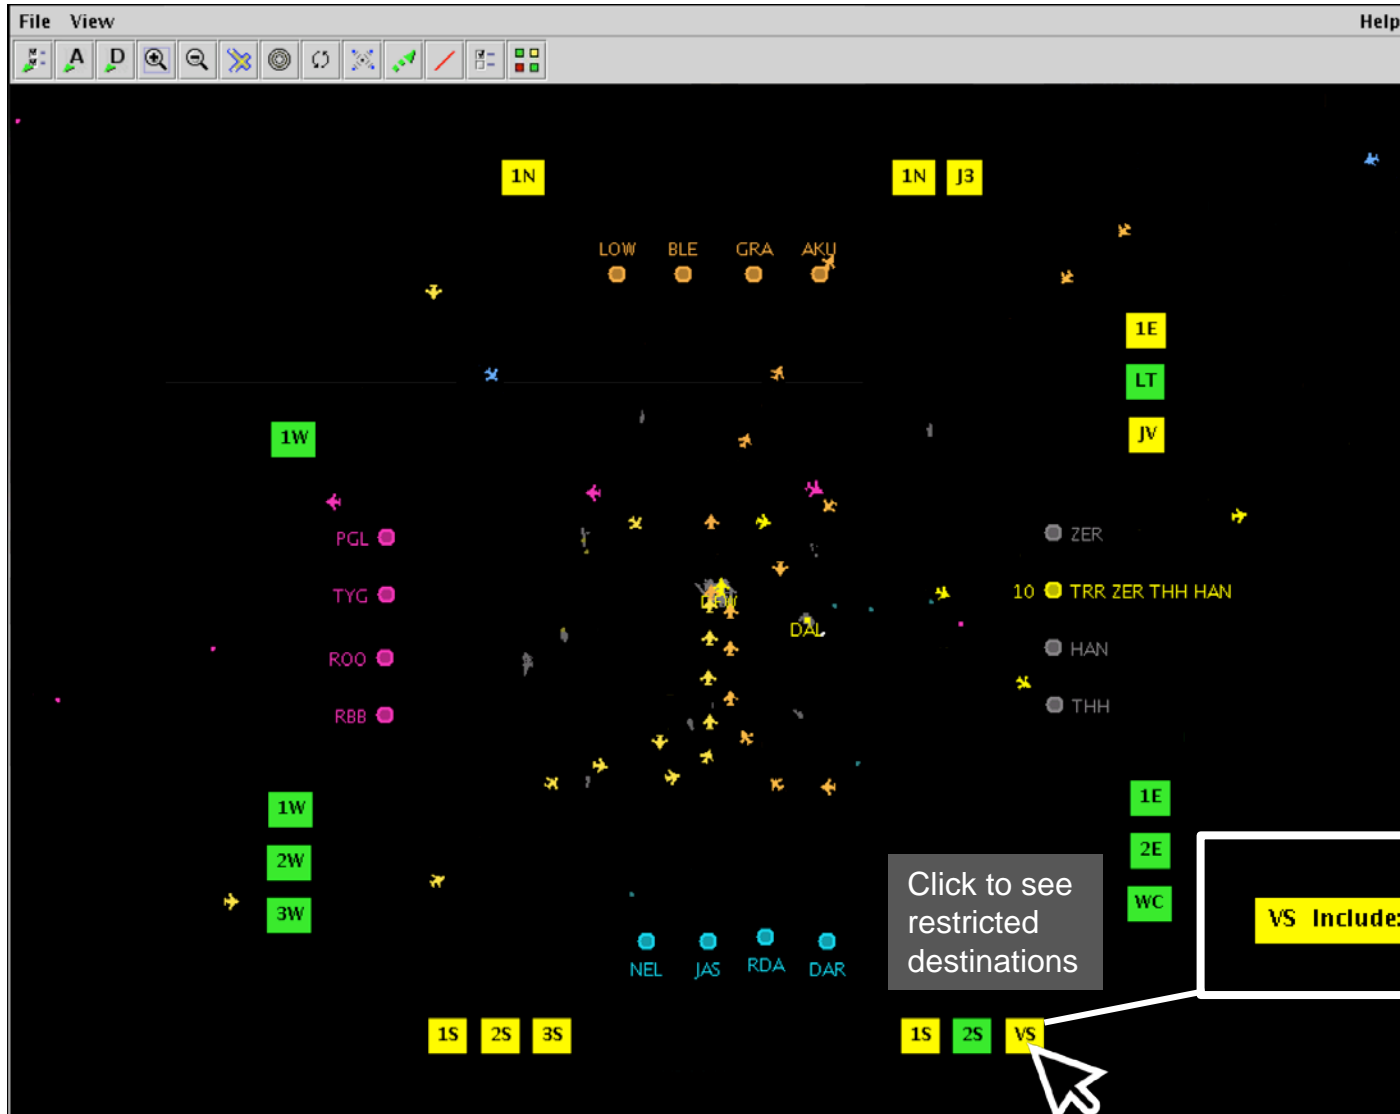 File View Help
A D
1N 1N J3
LOW BLE GRA AKU
1E
LT
1W JV
PGL ZER
TYG 10 TRR ZER THH HAN
DFW
DAL
ROO HAN
RBB THH
1W 1E
2W 2E
3W WC
Click to see
restricted
destinations
VS Include:
NEL JAS RDA DAR
1S 2S 3S 1S 2S VS